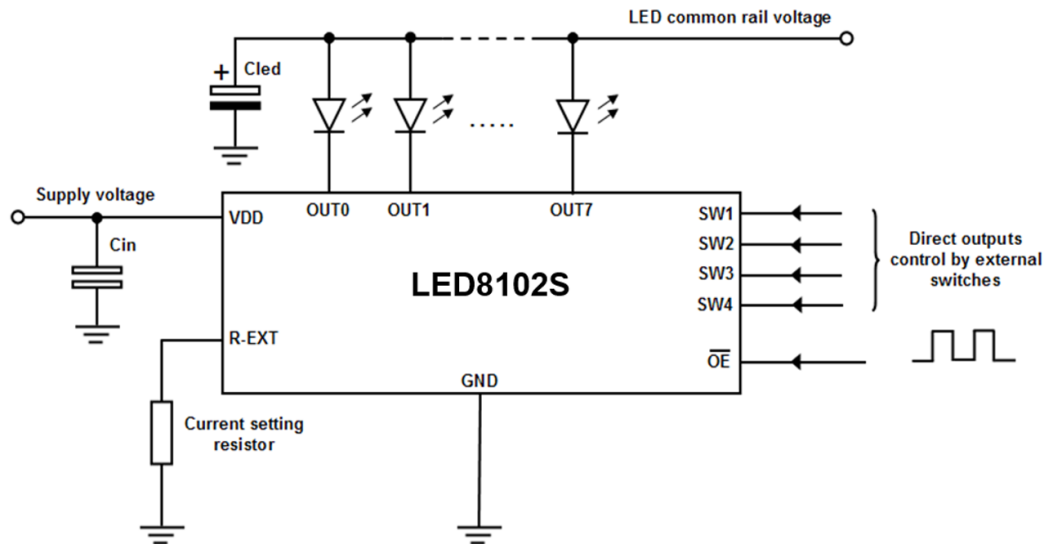 LED common rail voltage
+ Cled
.....
Supply voltage
VDD
OUT0
OUT1
OUT7
SW1
SW2
SW3
SW4
Direct outputs
control by external
switches
Cin
LED8102S
R-EXT
OE
GND
Current setting
resistor